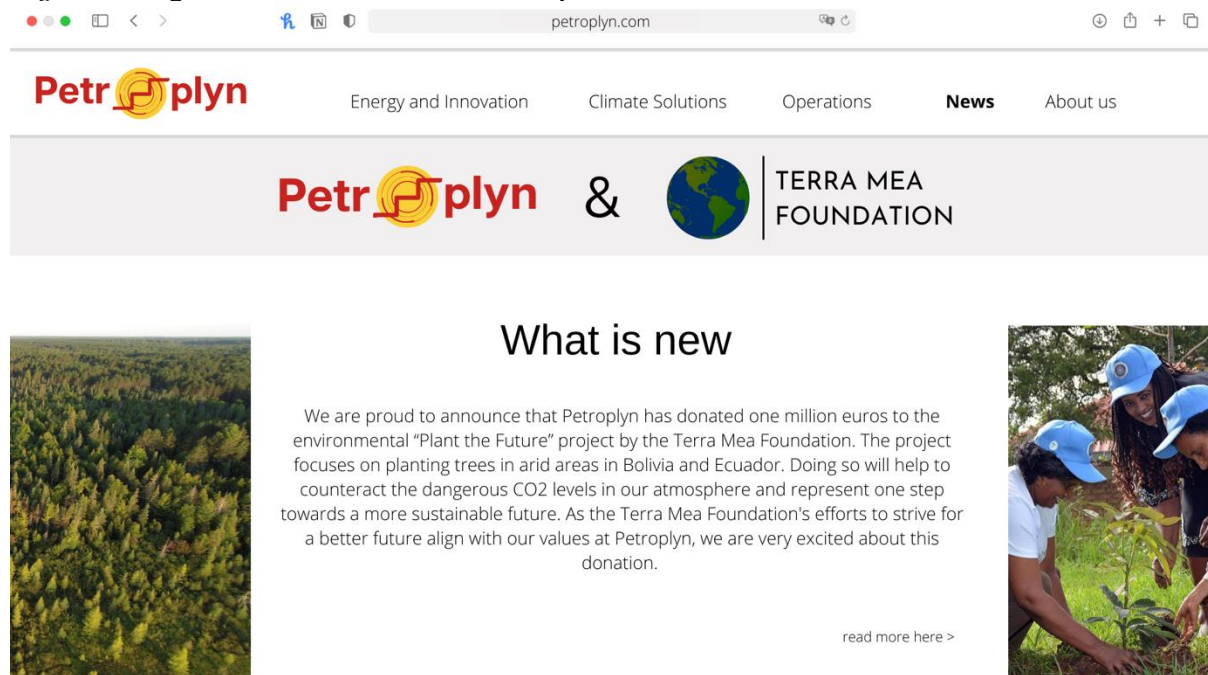 petroplyn.com
Petroplyn
Energy and Innovation
Climate Solutions
Operations
News
About us
Petroplyn & TERRA MEA
FOUNDATION
What is new
We are proud to announce that Petroplyn has donated one million euros to the
environmental “Plant the Future” project by the Terra Mea Foundation. The project
focuses on planting trees in arid areas in Bolivia and Ecuador. Doing so will help to
counteract the dangerous CO2 levels in our atmosphere and represent one step
towards a more sustainable future. As the Terra Mea Foundation's efforts to strive for
a better future align with our values at Petroplyn, we are very excited about this
donation.
read more here >